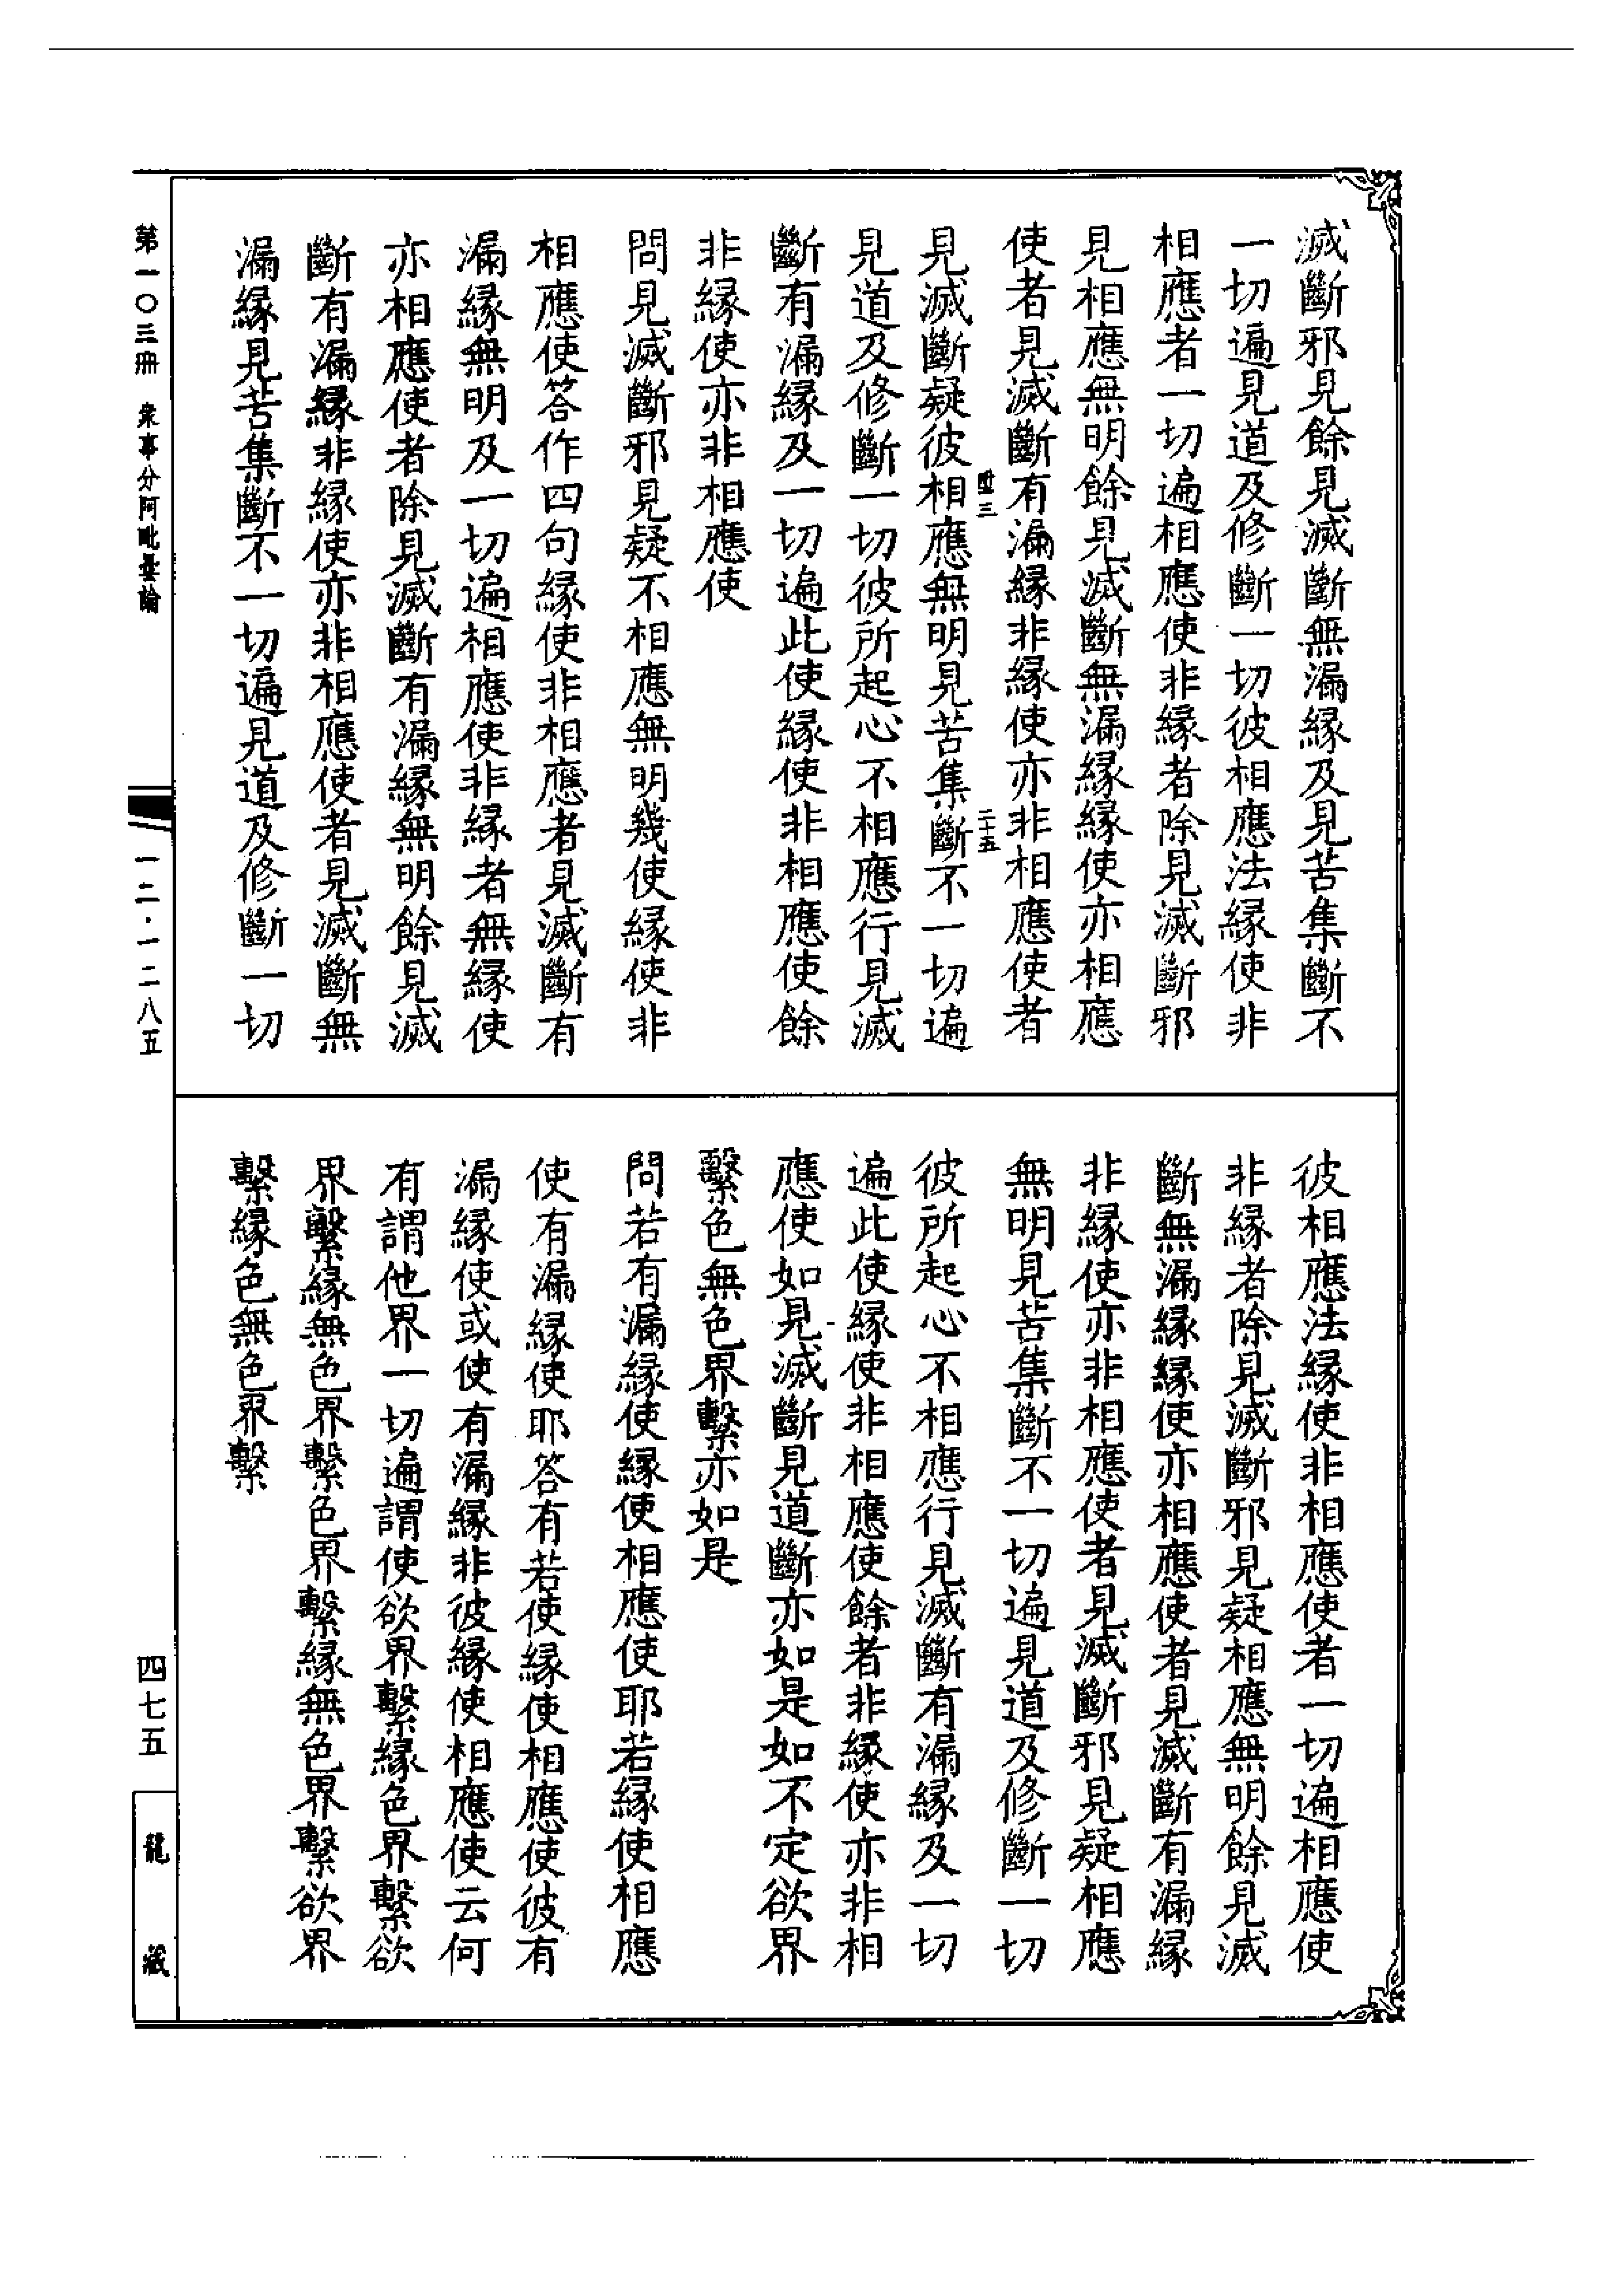 滅斷邪見餘見滅斷無漏緣及見苦集斷不
一切遍見道及修斷一切彼相應法緣使非
相應者一切遍相應使非緣者除見滅斷邪
見相應無明餘見滅斷無漏緣緣使亦相應
使者見滅斷有漏緣非緣使亦非相應使者
見滅斷疑彼相應無明見苦集斷不一切遍
見道及修斷一切彼所起心不相應行見滅
斷有漏緣及一切遍此使緣使非相應使餘
非緣使亦非相應使
問見滅斷邪見疑不相應無明幾使緣使非
相應使答作四句緣使非相應者見滅斷有
漏緣無明及一切遍相應使非緣者無緣使
亦相應使者除見滅斷有漏緣無明餘見滅
斷有漏緣非緣使亦非相應使者見滅斷無
漏緣見苦集斷不一切遍見道及修斷一切
彼相應法緣使非相應使者一切遍相應使
非緣者除見滅斷邪見疑相應無明餘見滅
斷無漏緣緣使亦相應使者見滅斷有漏緣
非緣使亦非相應使者見滅斷邪見疑相應
無明見苦集斷不一切遍見道及修斷一切
彼所起心不相應行見滅斷有漏緣及一切
遍此使緣使非相應使餘者非緣使亦非相
應使如見滅斷見道斷亦如是如不定欲界
繫色無色界繫亦如是
問若有漏緣使緣使相應使耶若緣使相應
使有漏緣使耶答有若使緣使相應使彼有
漏緣使或使有漏緣非彼緣使相應使云何
有謂他界一切遍謂使欲界繫緣色界繫欲
界繫緣無色界繫色界繫緣無色界繫欲界
繫緣色無色界繫
第一〇三冊 眾事分阿毗曇論
一二·一二八五
四七五
龍藏
二十五